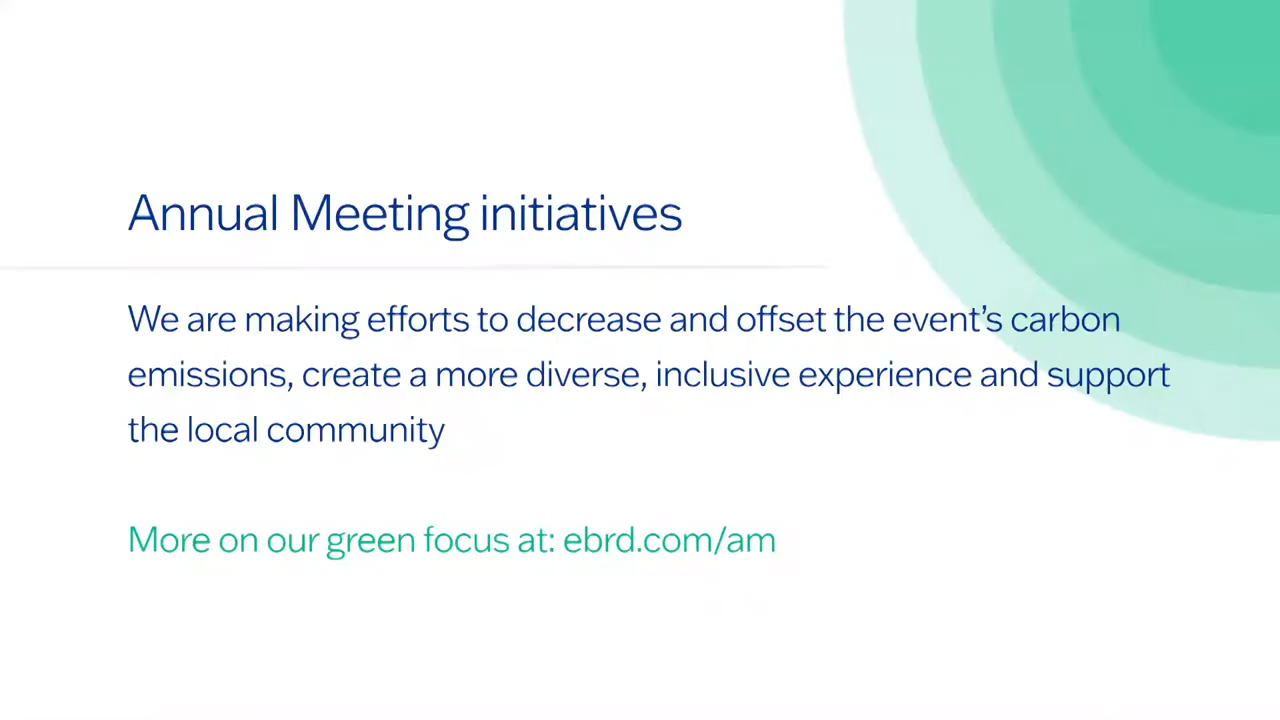 Annual Meeting initiatives
We are making efforts to decrease and offset the event’s carbon
emissions, create a more diverse, inclusive experience and support
the local community
More on our green focus at: ebrd.com/am